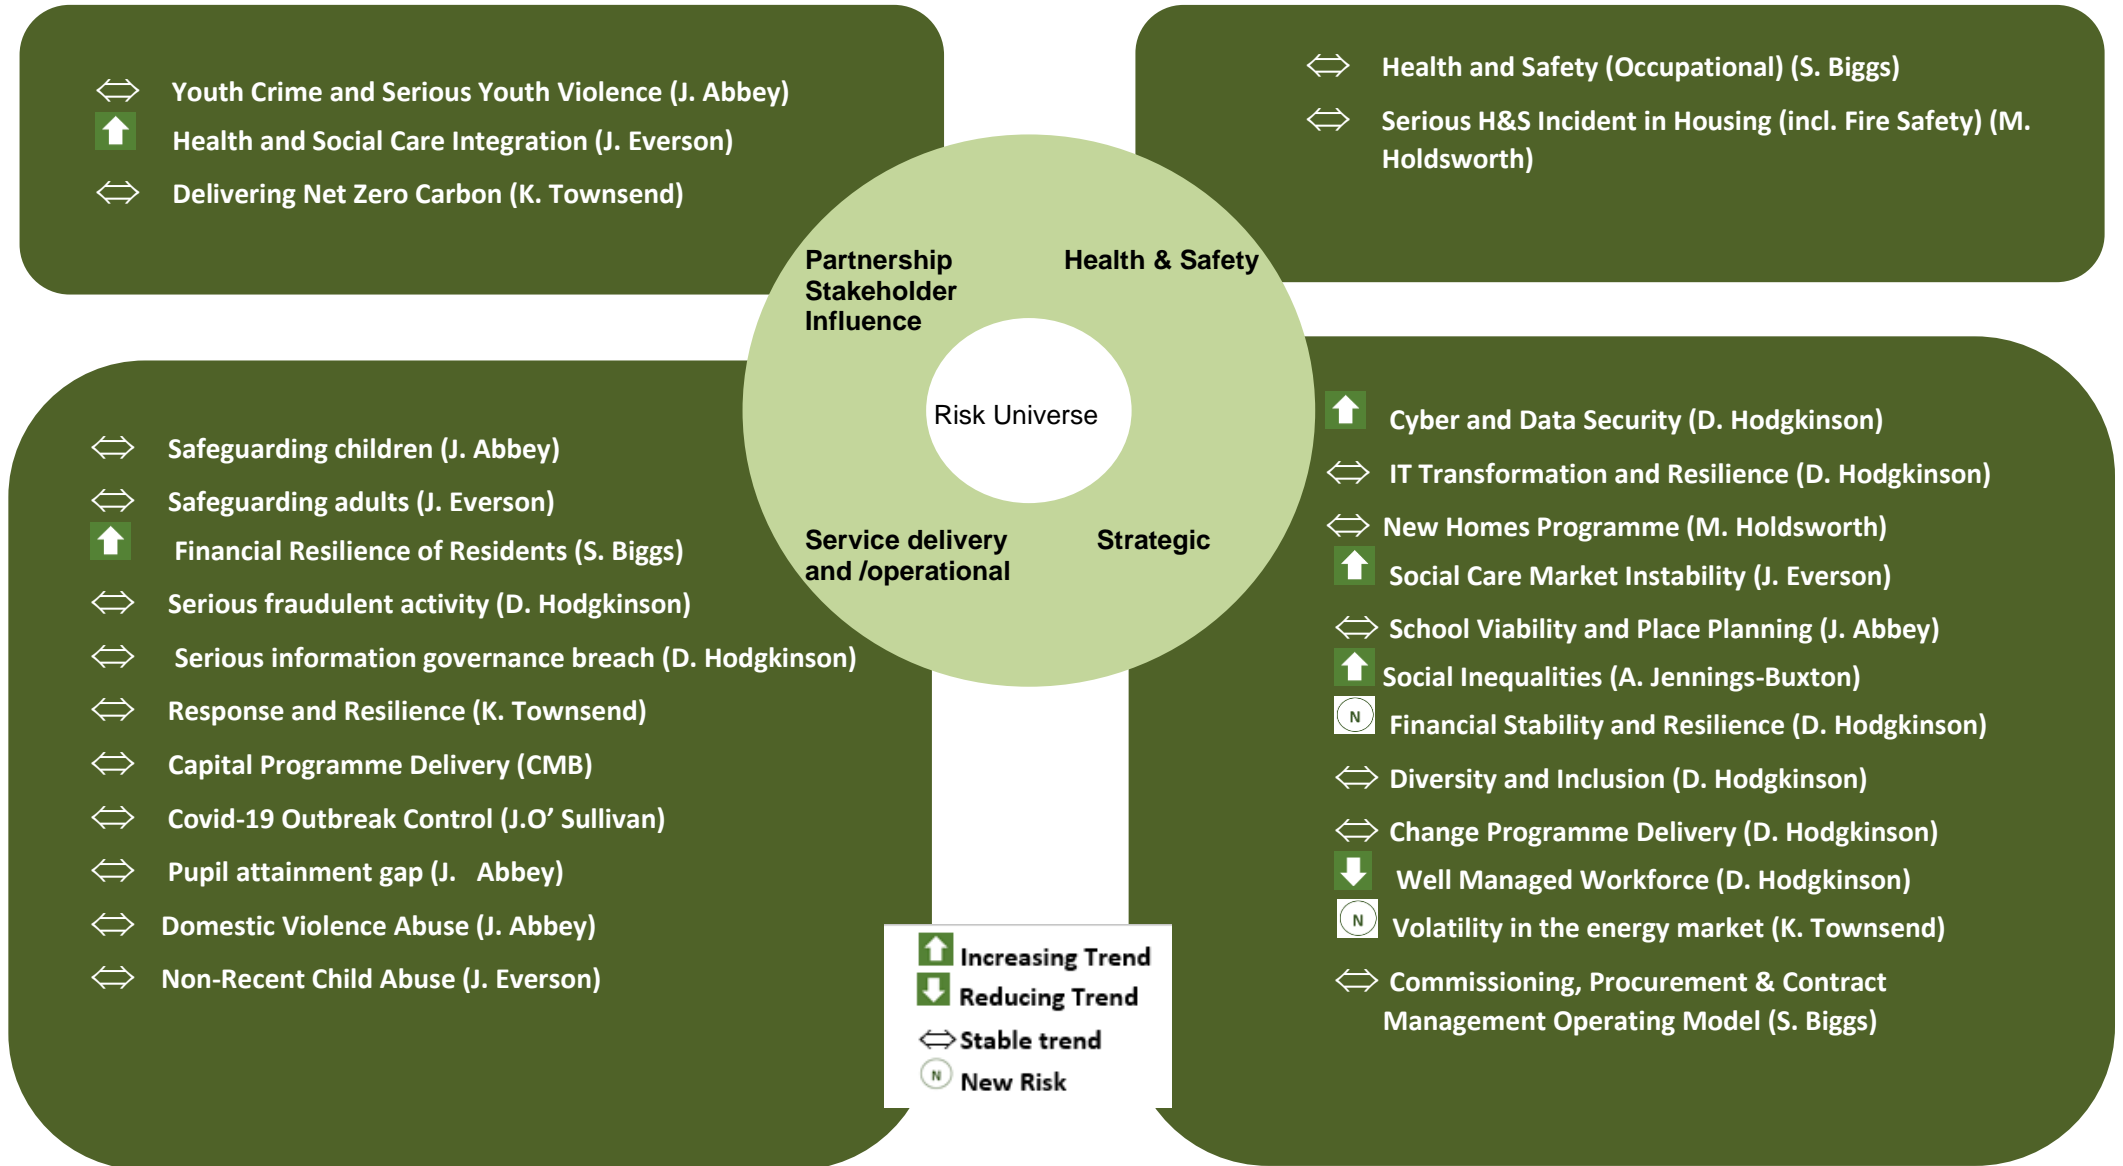 Youth Crime and Serious Youth Violence (J. Abbey)
Health and Social Care Integration (J. Everson)
Delivering Net Zero Carbon (K. Townsend)
Health and Safety (Occupational) (S. Biggs)
Serious H&S Incident in Housing (incl. Fire Safety) (M.
Holdsworth)
Partnership
Stakeholder
Influence
Health & Safety
Risk Universe
Service delivery
and /operational
Strategic
Safeguarding children (J. Abbey)
Safeguarding adults (J. Everson)
Financial Resilience of Residents (S. Biggs)
Serious fraudulent activity (D. Hodgkinson)
Serious information governance breach (D. Hodgkinson)
Response and Resilience (K. Townsend)
Capital Programme Delivery (CMB)
Covid-19 Outbreak Control (J.O’ Sullivan)
Pupil attainment gap (J. Abbey)
Domestic Violence Abuse (J. Abbey)
Non-Recent Child Abuse (J. Everson)
Cyber and Data Security (D. Hodgkinson)
IT Transformation and Resilience (D. Hodgkinson)
New Homes Programme (M. Holdsworth)
Social Care Market Instability (J. Everson)
School Viability and Place Planning (J. Abbey)
Social Inequalities (A. Jennings-Buxton)
N Financial Stability and Resilience (D. Hodgkinson)
Diversity and Inclusion (D. Hodgkinson)
Change Programme Delivery (D. Hodgkinson)
Well Managed Workforce (D. Hodgkinson)
N Volatility in the energy market (K. Townsend)
Commissioning, Procurement & Contract
Management Operating Model (S. Biggs)
Increasing Trend
Reducing Trend
Stable trend
N New Risk